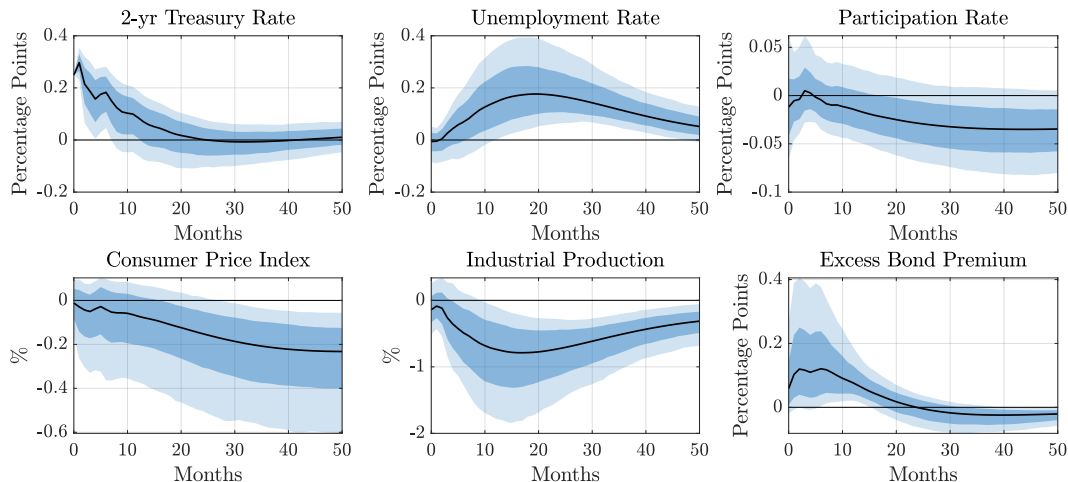 2-yr Treasury Rate
Percentage Points
0.4
0.2
0
-0.2
0 10 20 30 40 50
Months
Unemployment Rate
Percentage Points
0.4
0.2
0
0.2
0 10 20 30 40 50
Months
Participation Rate
Percentage Points
0.05
0
-0.05
-0.1
0 10 20 30 40 50
Months
Consumer Price Index
%
0
-0.2
-0.4
-0.6
0 10 20 30 40 50
Months
Industrial Production
%
0
-1
-2
0 10 20 30 40 50
Months
Excess Bond Premium
Percentage Points
0.4
0.2
0
0 10 20 30 40 50
Months